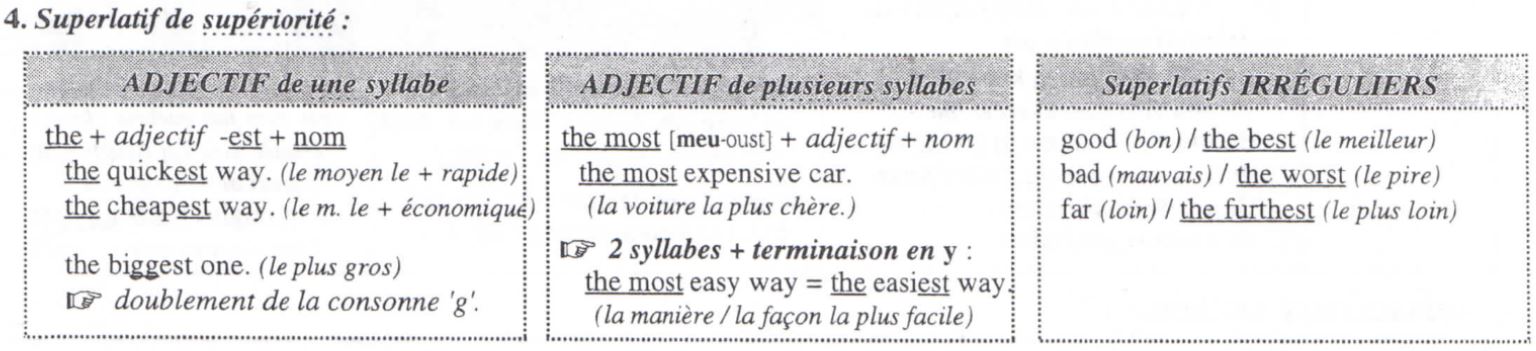 4. Superlatif de supériorité :
ADJECTIF de une syllabe
the + adjectif -est + nom
the quickest way. (le moyen le + rapide)
the cheapest way. (le m. le + économique)
the biggest one. (le plus gros)
☞ doublement de la consonne 'g'.
ADJECTIF de plusieurs syllabes
the most [meu-oust] + adjectif + nom
the most expensive car.
(la voiture la plus chère.)
☞ 2 syllabes + terminaison en y :
the most easy way = the easiest way.
(la manière / la façon la plus facile)
Superlatifs IRRÉGULIERS
good (bon) / the best (le meilleur)
bad (mauvais) / the worst (le pire)
far (loin) / the furthest (le plus loin)